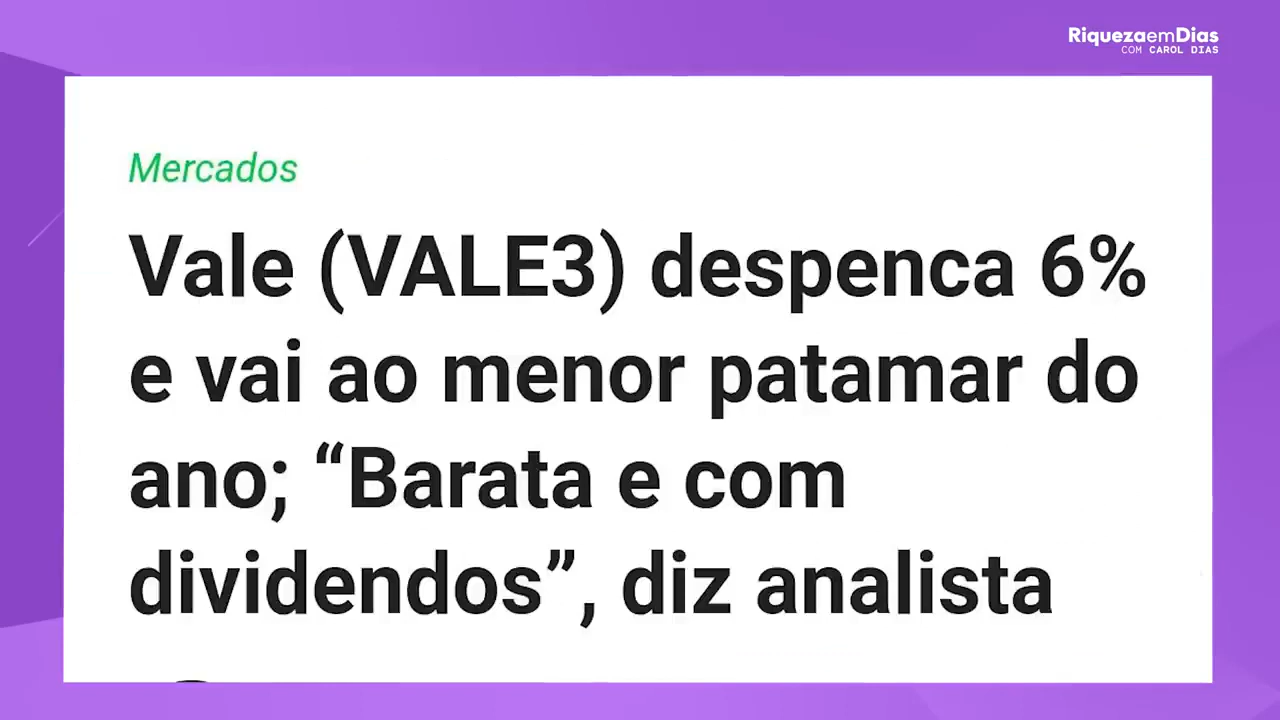 RiquezaemDias
COM CAROL DIAS
Mercados
Vale (VALE3) despenca 6%
e vai ao menor patamar do
ano; “Barata e com
dividendos”, diz analista